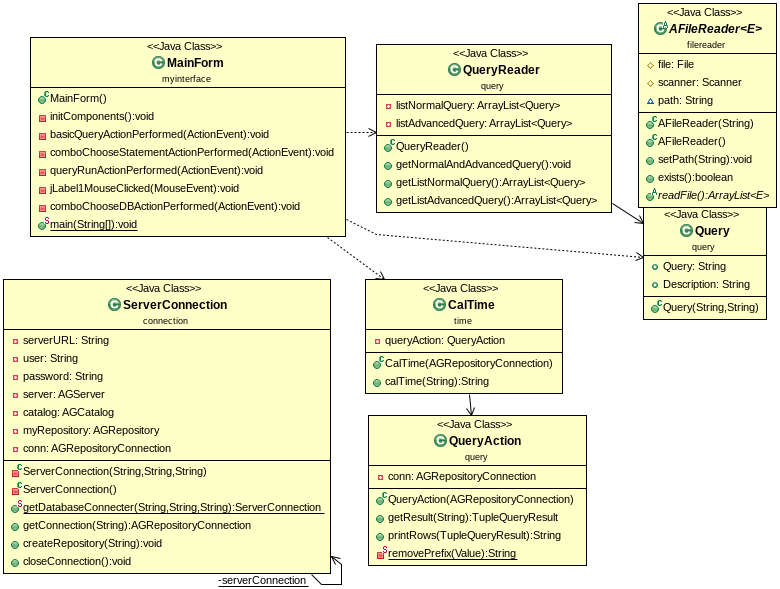 <<Java Class>>
MainForm
myinterface
MainForm()
initComponents():void
basicQueryActionPerformed(ActionEvent):void
comboChooseStatementActionPerformed(ActionEvent):void
queryRunActionPerformed(ActionEvent):void
jLabel1MouseClicked(MouseEvent):void
comboChooseDBActionPerformed(ActionEvent):void
main(String[]):void
<<Java Class>>
QueryReader
query
listNormalQuery: ArrayList<Query>
listAdvancedQuery: ArrayList<Query>
QueryReader()
getNormalAndAdvancedQuery():void
getListNormalQuery():ArrayList<Query>
getListAdvancedQuery():ArrayList<Query>
<<Java Class>>
AFileReader<E>
filereader
file: File
scanner: Scanner
path: String
AFileReader(String)
AFileReader()
setPath(String):void
exists():boolean
readFile():ArrayList<E>
<<Java Class>>
Query
query
Query: String
Description: String
Query(String,String)
<<Java Class>>
ServerConnection
connection
serverURL: String
user: String
password: String
server: AGServer
catalog: AGCatalog
myRepository: AGRepository
conn: AGRepositoryConnection
ServerConnection(String,String,String)
ServerConnection()
getDatabaseConnecter(String,String,String):ServerConnection
getConnection(String):AGRepositoryConnection
createRepository(String):void
closeConnection():void
-serverConnection
<<Java Class>>
CalTime
time
queryAction: QueryAction
CalTime(AGRepositoryConnection)
calTime(String):String
<<Java Class>>
QueryAction
query
conn: AGRepositoryConnection
QueryAction(AGRepositoryConnection)
getResult(String):TupleQueryResult
printRows(TupleQueryResult):String
removePrefix(Value):String